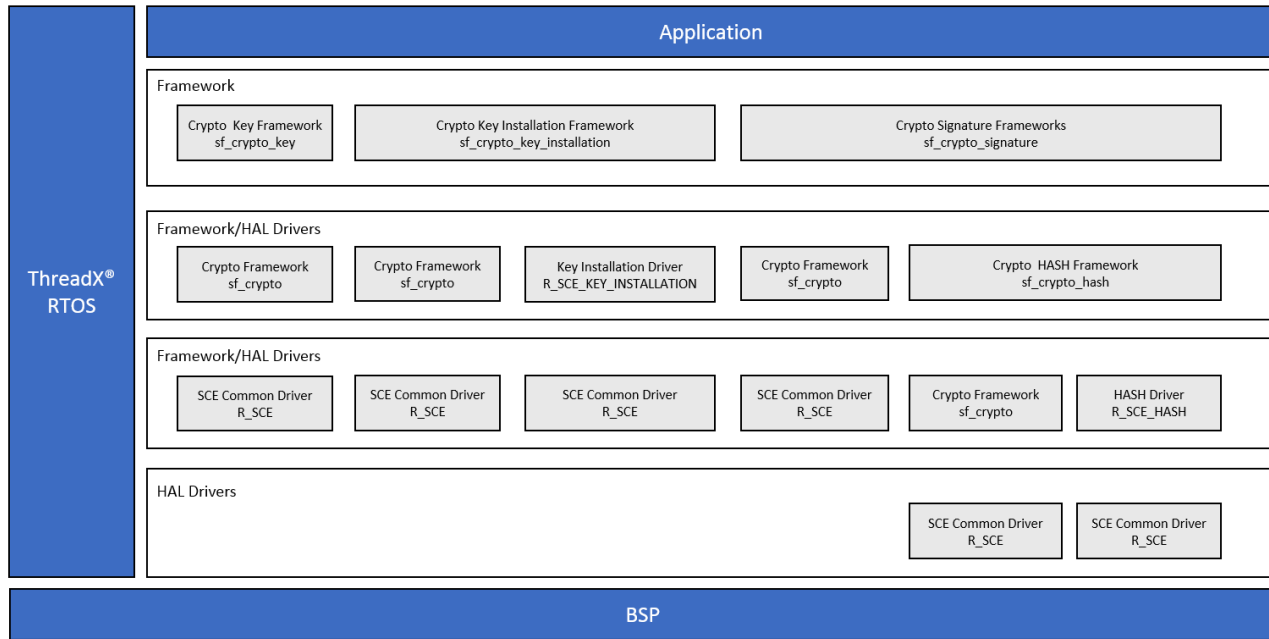 Application
ThreadX®
RTOS
Framework
Crypto Key Framework
sf_crypto_key
Crypto Key Installation Framework
sf_crypto_key_installation
Crypto Signature Frameworks
sf_crypto_signature
Framework/HAL Drivers
Crypto Framework
sf_crypto
Crypto Framework
sf_crypto
Key Installation Driver
R_SCE_KEY_INSTALLATION
Crypto Framework
sf_crypto
Crypto HASH Framework
sf_crypto_hash
Framework/HAL Drivers
SCE Common Driver
R_SCE
SCE Common Driver
R_SCE
SCE Common Driver
R_SCE
SCE Common Driver
R_SCE
Crypto Framework
sf_crypto
HASH Driver
R_SCE_HASH
HAL Drivers
SCE Common Driver
R_SCE
SCE Common Driver
R_SCE
BSP